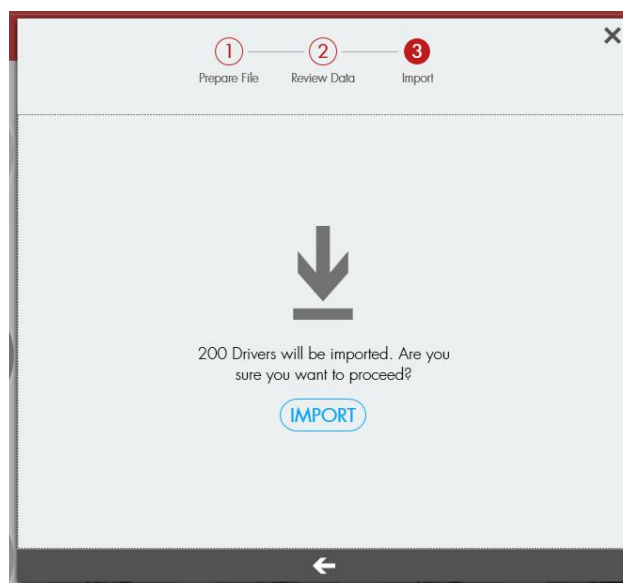 1
2
3
Prepare File
Review Data
Import
200 Drivers will be imported. Are you
sure you want to proceed?
IMPORT